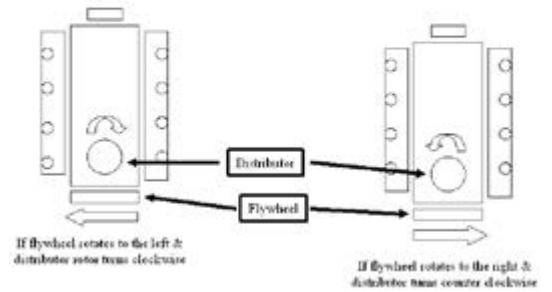 Distributor
Flywheel
If flywheel rotates to the left &
distributor rotor turns clockwise
If flywheel rotates to the right &
distributor turns counter clockwise